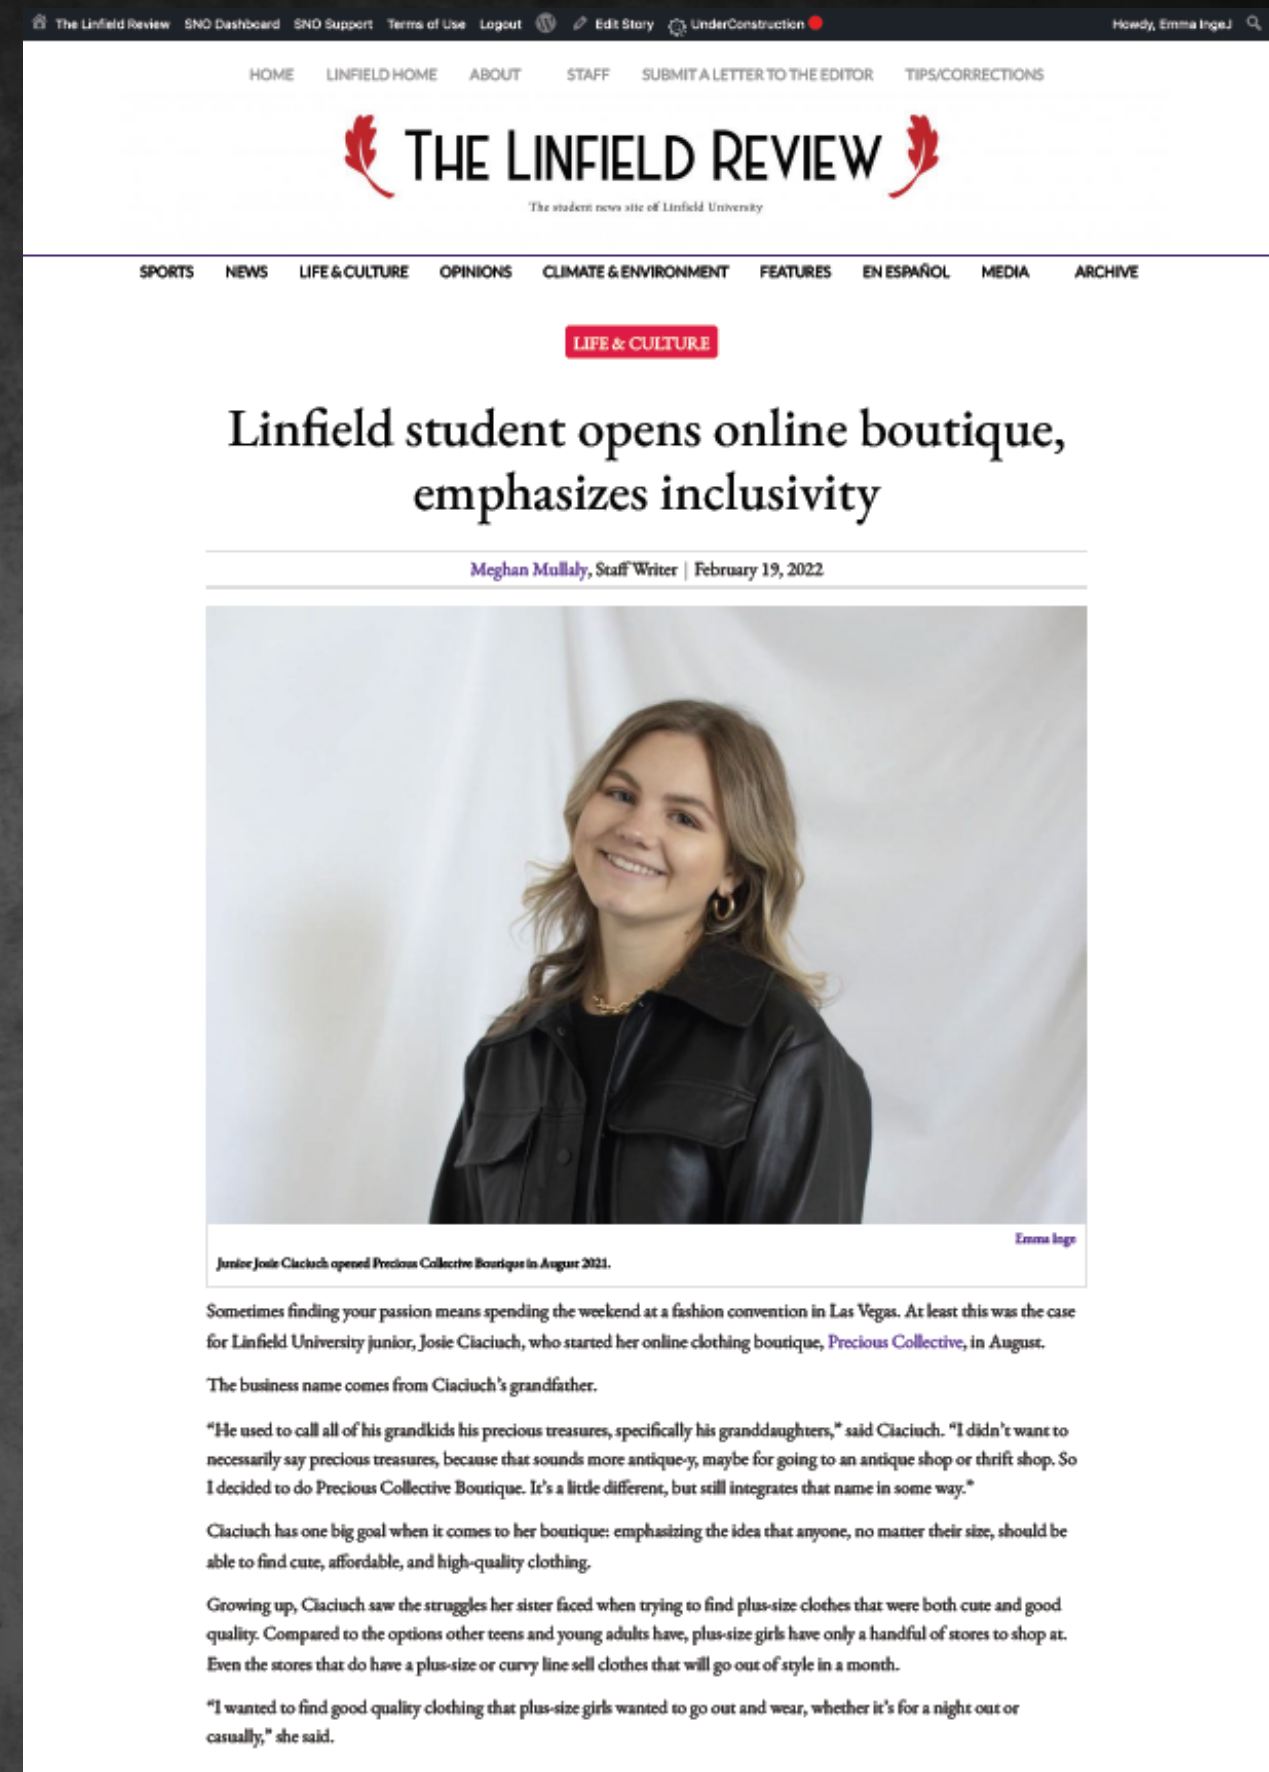 The Linfield Review SNO Dashboard SNO Support Terms of Use Logout Edit Story UnderConstruction Howdy, Emma IngeJ
HOME LINFIELD HOME ABOUT STAFF SUBMIT A LETTER TO THE EDITOR TIPS/CORRECTIONS
THE LINFIELD REVIEW
The student news site of Linfield University
SPORTS NEWS LIFE & CULTURE OPINIONS CLIMATE & ENVIRONMENT FEATURES EN ESPAÑOL MEDIA ARCHIVE
LIFE & CULTURE
Linfield student opens online boutique,
emphasizes inclusivity
Meghan Mullaly, Staff Writer | February 19, 2022
Emma Inge
Junior Josie Ciaciuch opened Precious Collective Boutique in August 2021.
Sometimes finding your passion means spending the weekend at a fashion convention in Las Vegas. At least this was the case
for Linfield University junior, Josie Ciaciuch, who started her online clothing boutique, Precious Collective, in August.
The business name comes from Ciaciuch’s grandfather.
“He used to call all of his grandkids his precious treasures, specifically his granddaughters,” said Ciaciuch. “I didn’t want to
necessarily say precious treasures, because that sounds more antique-y, maybe for going to an antique shop or thrift shop. So
I decided to do Precious Collective Boutique. It’s a little different, but still integrates that name in some way.”
Ciaciuch has one big goal when it comes to her boutique: emphasizing the idea that anyone, no matter their size, should be
able to find cute, affordable, and high-quality clothing.
Growing up, Ciaciuch saw the struggles her sister faced when trying to find plus-size clothes that were both cute and good
quality. Compared to the options other teens and young adults have, plus-size girls have only a handful of stores to shop at.
Even the stores that do have a plus-size or curvy line sell clothes that will go out of style in a month.
“I wanted to find good quality clothing that plus-size girls wanted to go out and wear, whether it’s for a night out or
casually,” she said.